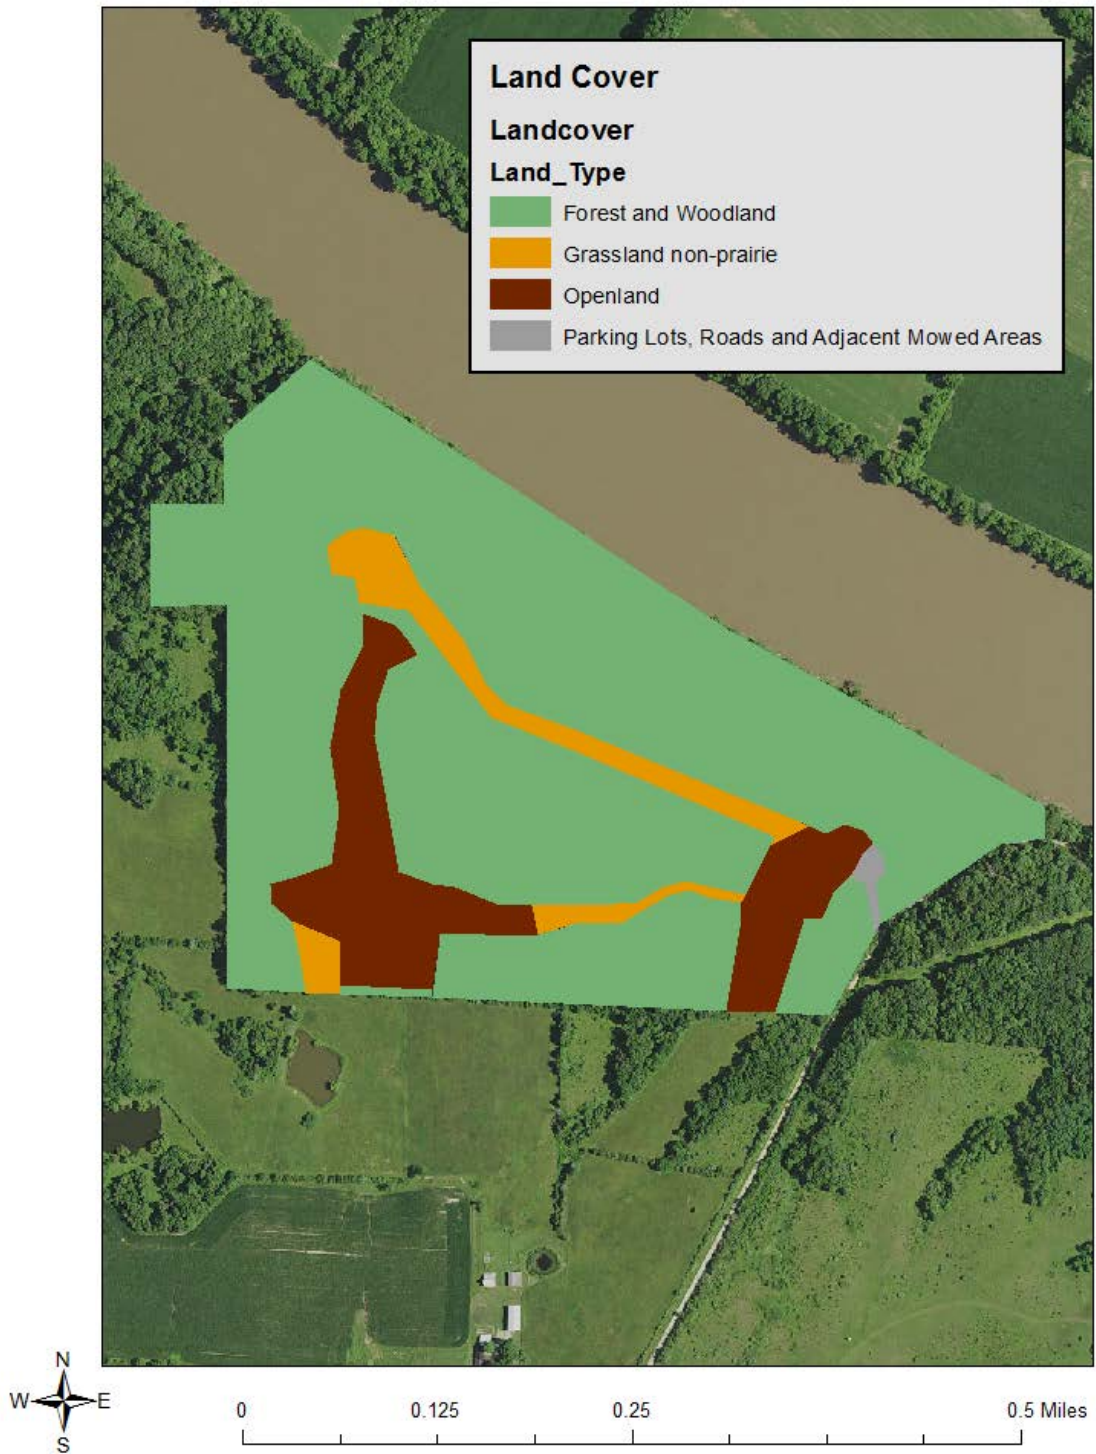 Land Cover
Landcover
Land_Type
Forest and Woodland
Grassland non-prairie
Openland
Parking Lots, Roads and Adjacent Mowed Areas
N
W E
S
0 0.125 0.25 0.5 Miles